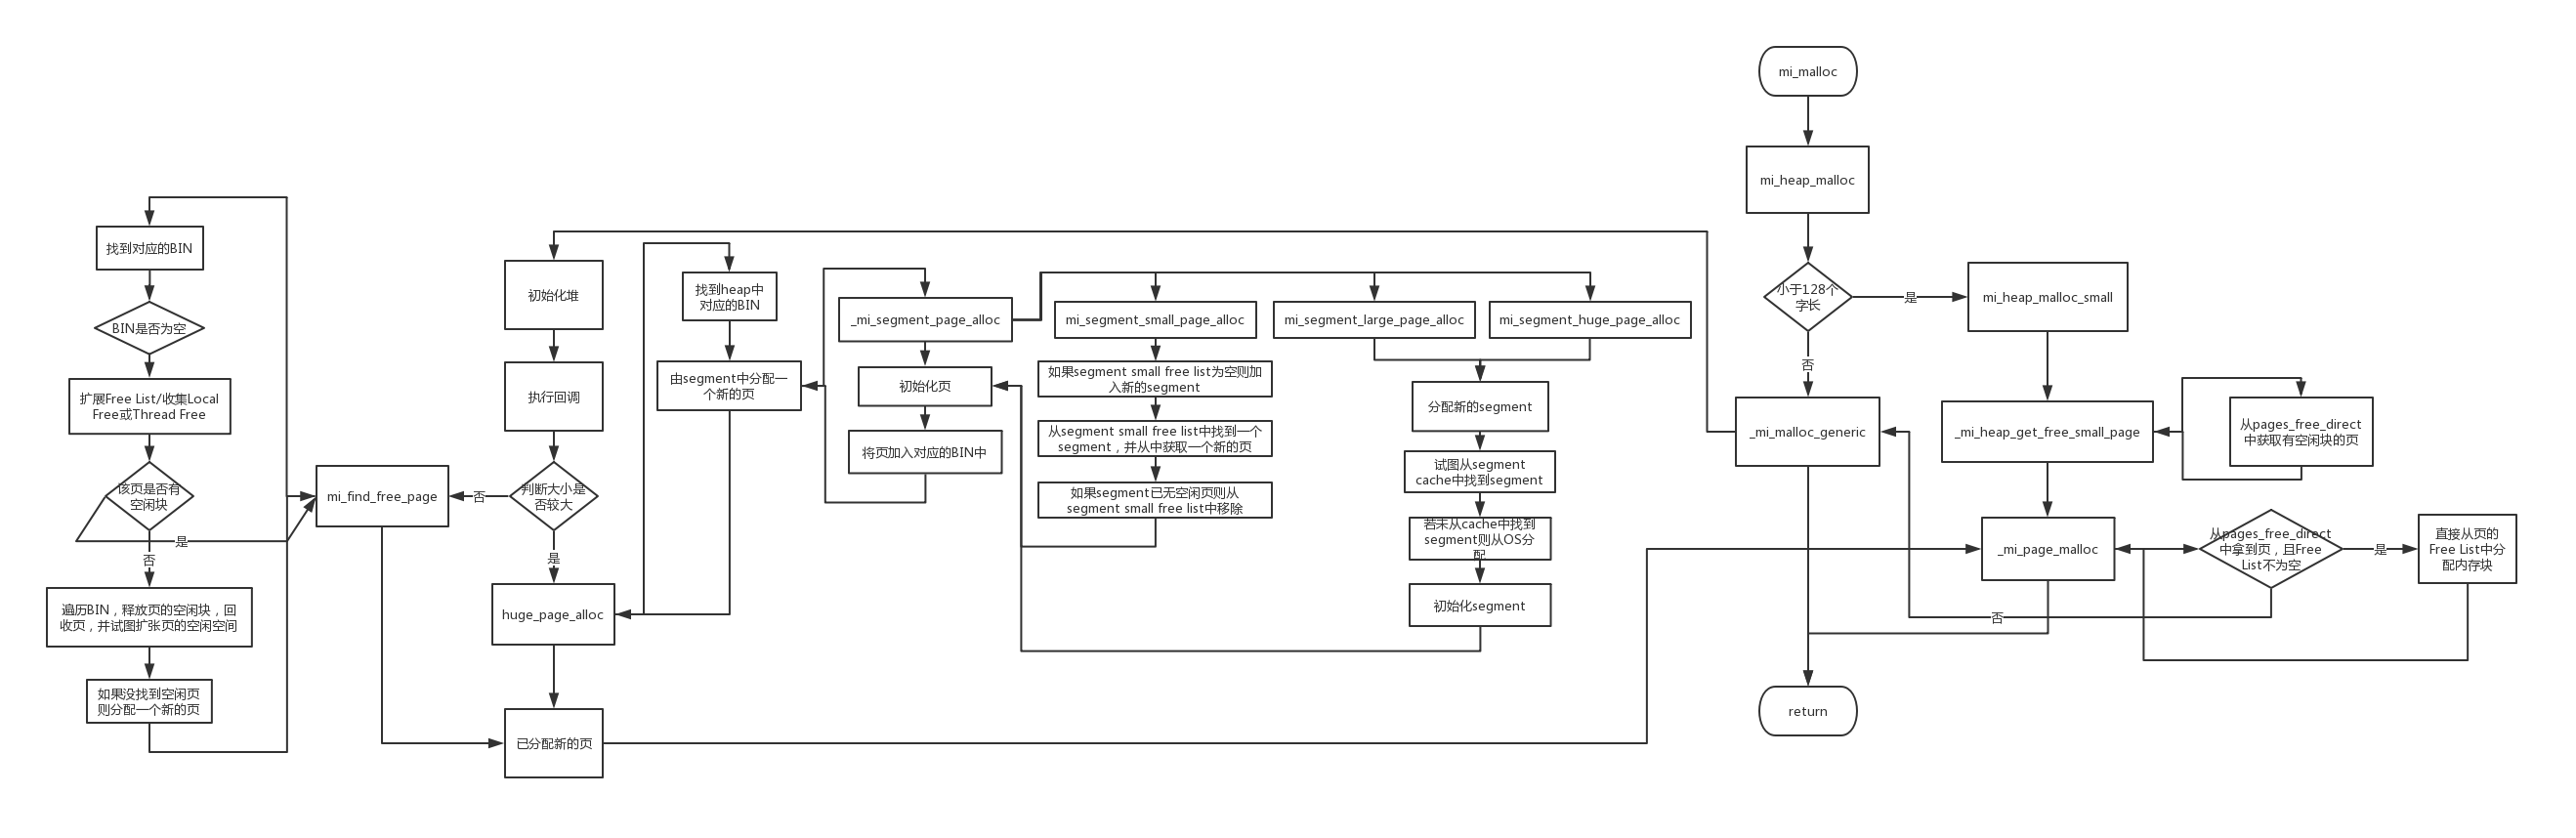 mi_malloc
mi_heap_malloc
小于128个
字长
是
否
mi_heap_malloc_small
_mi_malloc_generic
_mi_heap_get_free_small_page
从pages_free_direct
中获取有空闲块的页
_mi_page_malloc
从pages_free_direct
中拿到页，且Free
List不为空
是
否
直接从页的
Free List中分
配内存块
return
初始化堆
执行回调
判断大小是
否较大
否
是
mi_find_free_page
huge_page_alloc
已分配新的页
找到对应的BIN
BIN是否为空
扩展Free List/收集Local
Free或Thread Free
该页是否有
空闲块
是
否
遍历BIN，释放页的空闲块，回
收页，并试图扩张页的空闲空间
如果没找到空闲页
则分配一个新的页
找到heap中
对应的BIN
由segment中分配一
个新的页
_mi_segment_page_alloc
初始化页
将页加入对应的BIN中
mi_segment_small_page_alloc
如果segment small free list为空则加
入新的segment
从segment small free list中找到一个
segment，并从中获取一个新的页
如果segment已无空闲页则从
segment small free list中移除
mi_segment_large_page_alloc
mi_segment_huge_page_alloc
分配新的segment
试图从segment
cache中找到segment
若未从cache中找到
segment则从OS分
配
初始化segment